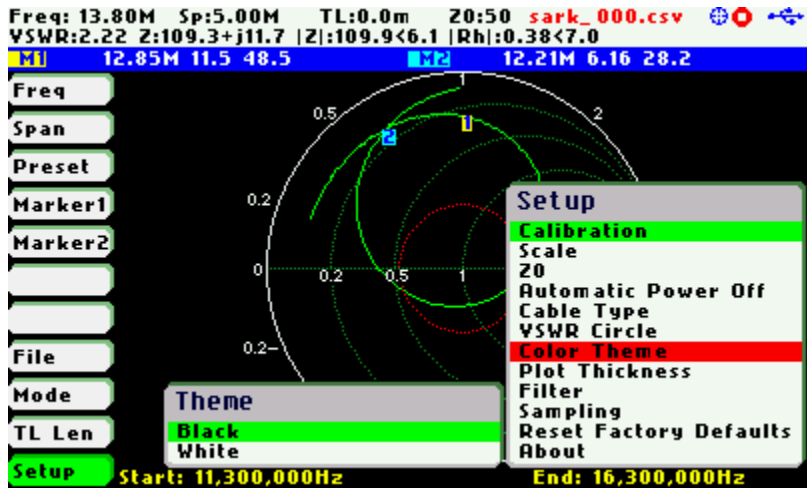 Freq: 13.80M Sp:5.00M TL:0.0m Z0:50 sark_000.csv
VSWR:2.22 Z:109.3+j11.7 |Z|:109.9<6.1 |Rh|:0.38<7.0
M1 12.85M 11.5 48.5 M2 12.21M 6.16 28.2
Freq
Span
Preset
Marker1
Marker2
File
Mode
TL Len
Setup
1
0.5
2
2
1
0.2
0
0.2
0.5
1
0.2
Setup
Calibration
Scale
Z0
Automatic Power Off
Cable Type
VSWR Circle
Color Theme
Plot Thickness
Filter
Sampling
Reset Factory Defaults
About
Theme
Black
White
Start: 11,300,000Hz End: 16,300,000Hz